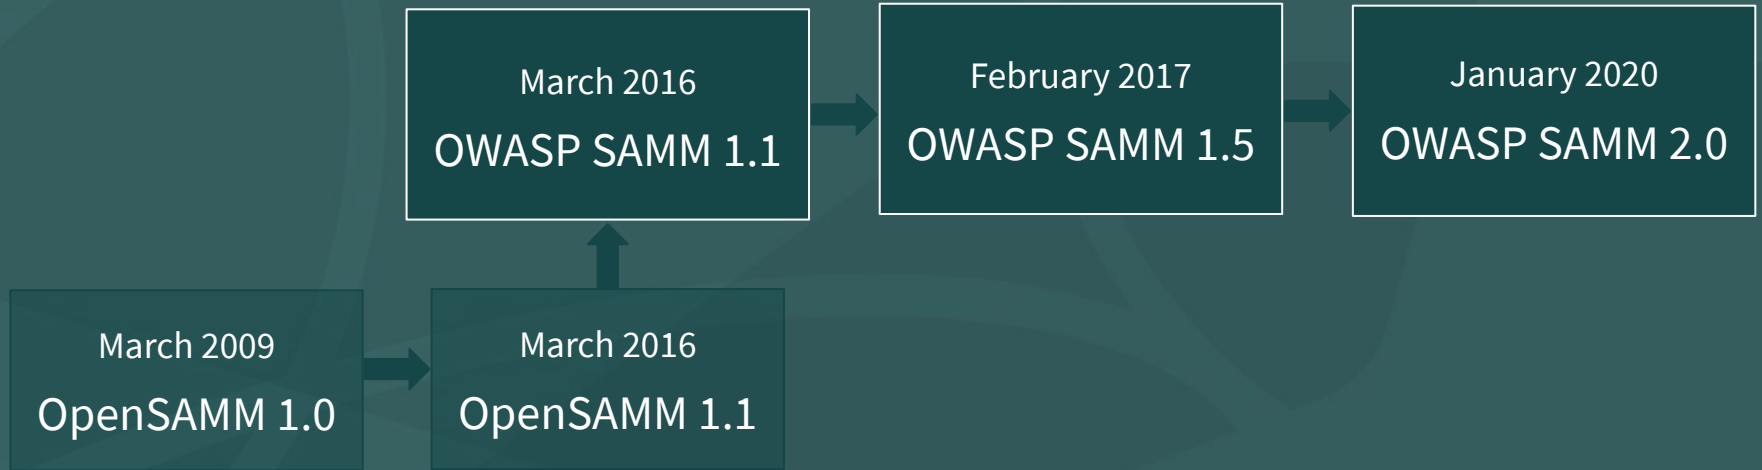 March 2016
OWASP SAMM 1.1
February 2017
OWASP SAMM 1.5
January 2020
OWASP SAMM 2.0
March 2009
OpenSAMM 1.0
March 2016
OpenSAMM 1.1